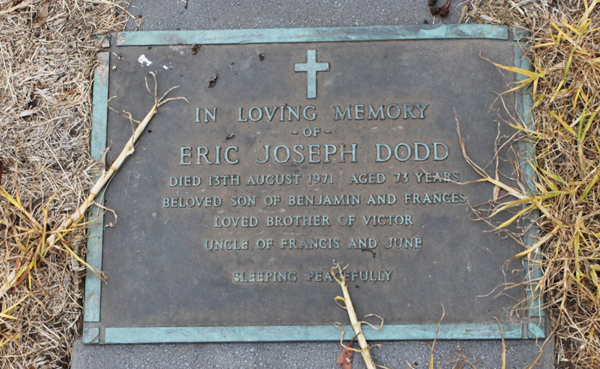 IN LOVING MEMORY
- OF -
ERIC JOSEPH DODD
DIED 13TH AUGUST 1971 AGED 73 YEARS
BELOVED SON OF BENJAMIN AND FRANCES
LOVED BROTHER OF VICTOR
UNCLE OF FRANCIS AND JUNE
SLEEPING PEACEFULLY